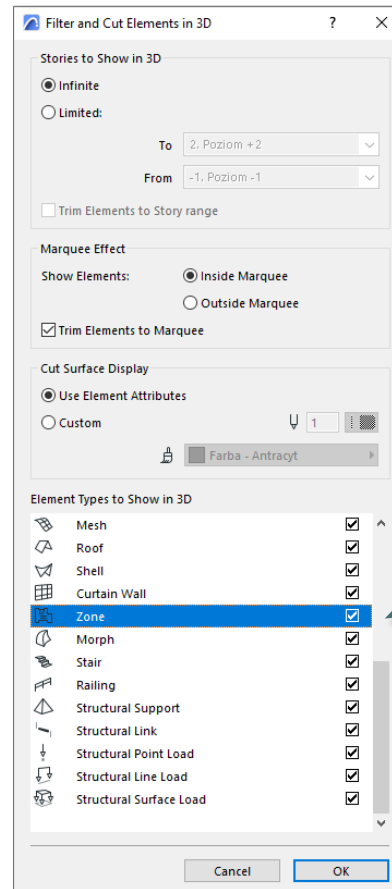 Filter and Cut Elements in 3D
Stories to Show in 3D
Infinite
Limited:
To 2. Poziom +2
From -1. Poziom -1
Trim Elements to Story range
Marquee Effect
Show Elements: Inside Marquee
Outside Marquee
Trim Elements to Marquee
Cut Surface Display
Use Element Attributes
Custom 1
Farba - Antracyt
Element Types to Show in 3D
Mesh
Roof
Shell
Curtain Wall
Zone
Morph
Stair
Railing
Structural Support
Structural Link
Structural Point Load
Structural Line Load
Structural Surface Load
Cancel OK